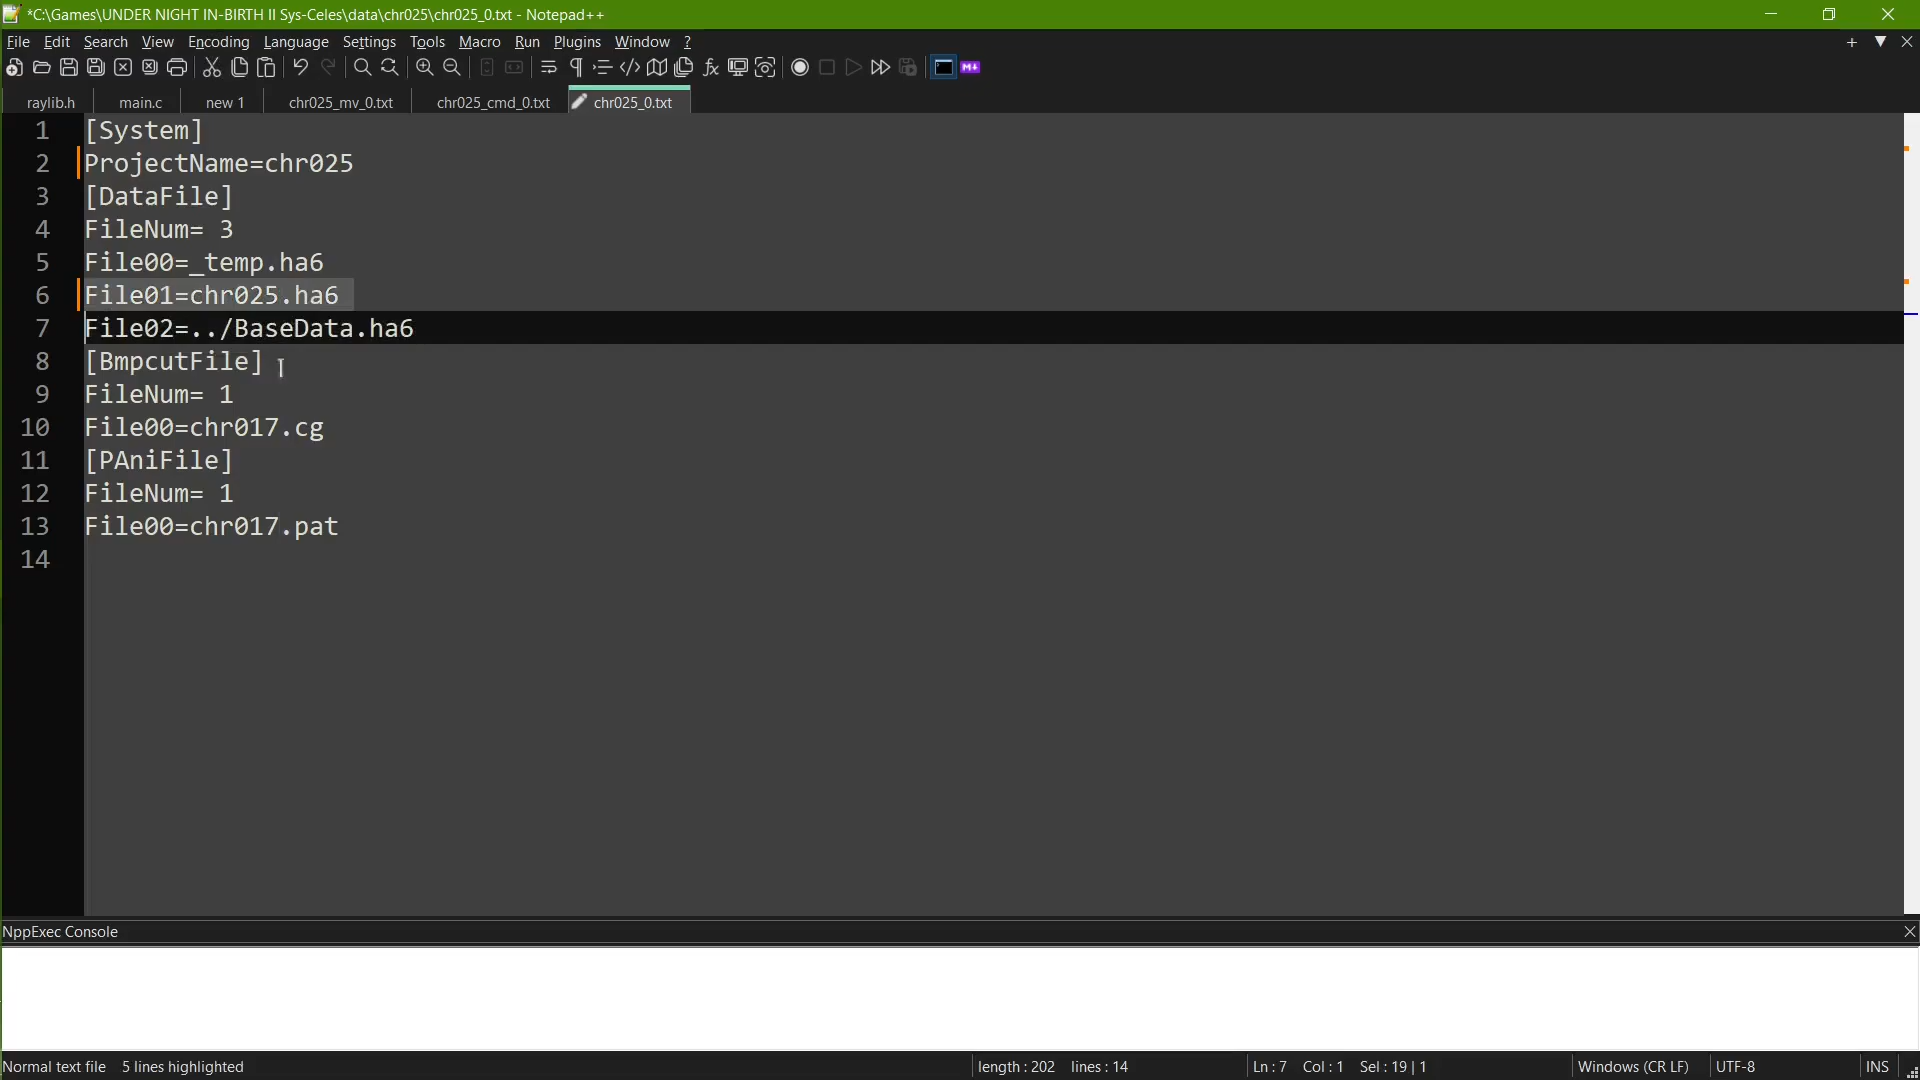 *C:\Games\UNDER NIGHT IN-BIRTH II Sys-Celes\data\chr025\chr025_0.txt - Notepad++
File Edit Search View Encoding Language Settings Tools Macro Run Plugins Window ?
raylib.h main.c new 1 chr025_mv_0.txt chr025_cmd_0.txt chr025_0.txt
1 [System]
2 ProjectName=chr025
3 [DataFile]
4 FileNum= 3
5 File00=_temp.ha6
6 File01=chr025.ha6
7 File02=../BaseData.ha6
8 [BmpcutFile]
9 FileNum= 1
10 File00=chr017.cg
11 [PAniFile]
12 FileNum= 1
13 File00=chr017.pat
14
NppExec Console
Normal text file 5 lines highlighted length : 202 lines : 14 Ln : 7 Col : 1 Sel : 19 | 1 Windows (CR LF) UTF-8 INS